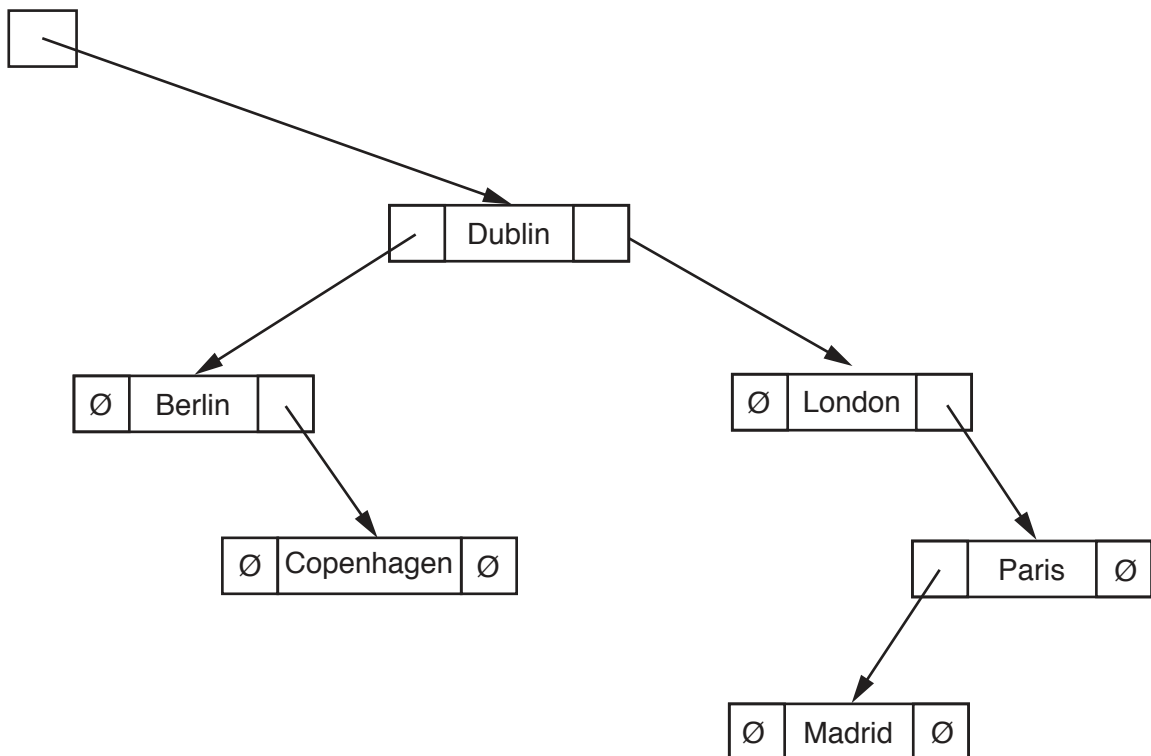 Dublin
Ø Berlin
Ø London
Ø Copenhagen Ø
Paris Ø
Ø Madrid Ø